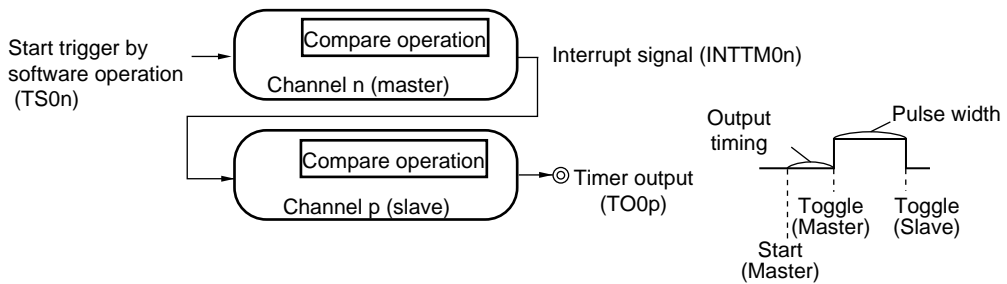 Compare operation
Start trigger by
software operation
(TS0n)
Channel n (master)
Interrupt signal (INTTM0n)
Compare operation
Channel p (slave)
Timer output
(TO0p)
Output
timing
Pulse width
Toggle
(Master)
Toggle
(Slave)
Start
(Master)